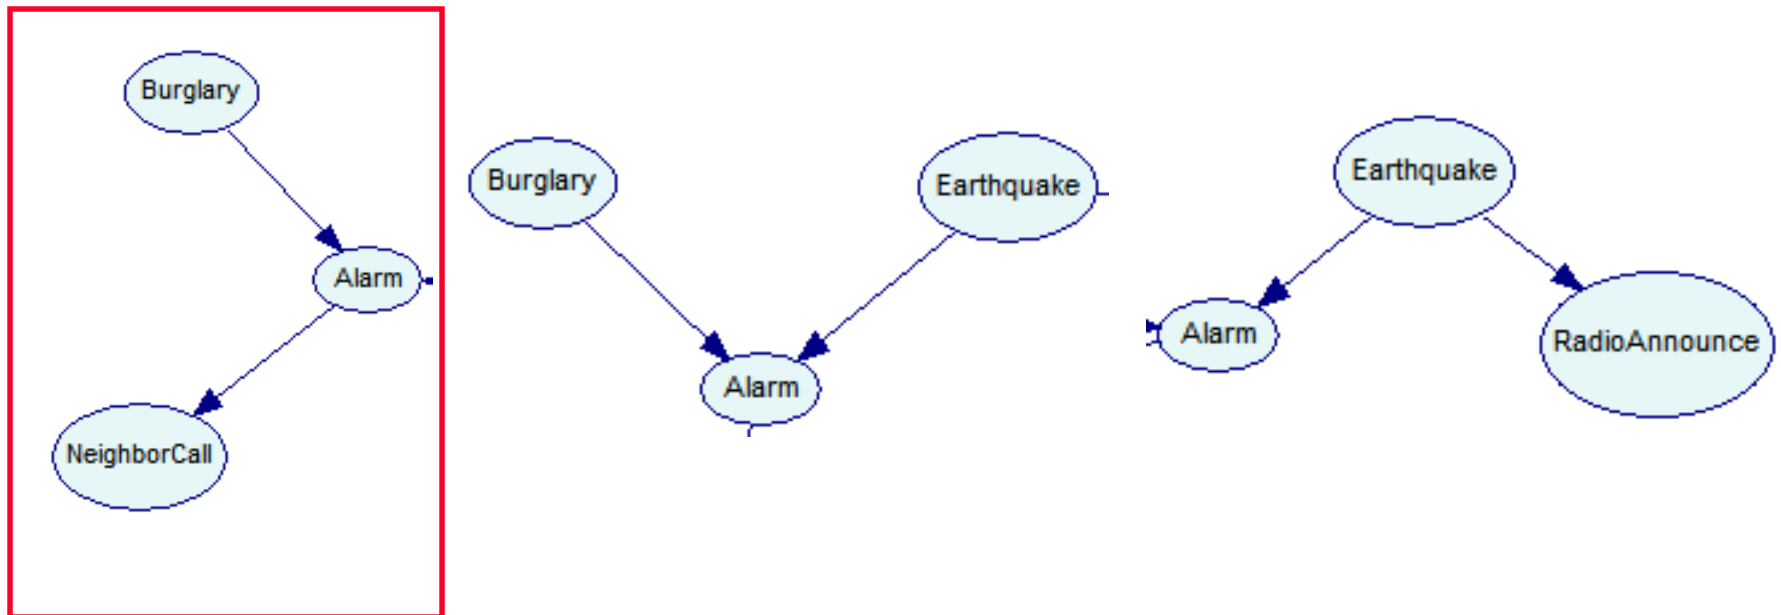 Burglary
Alarm
NeighborCall
Burglary
Earthquake
Alarm
Earthquake
Alarm
RadioAnnounce